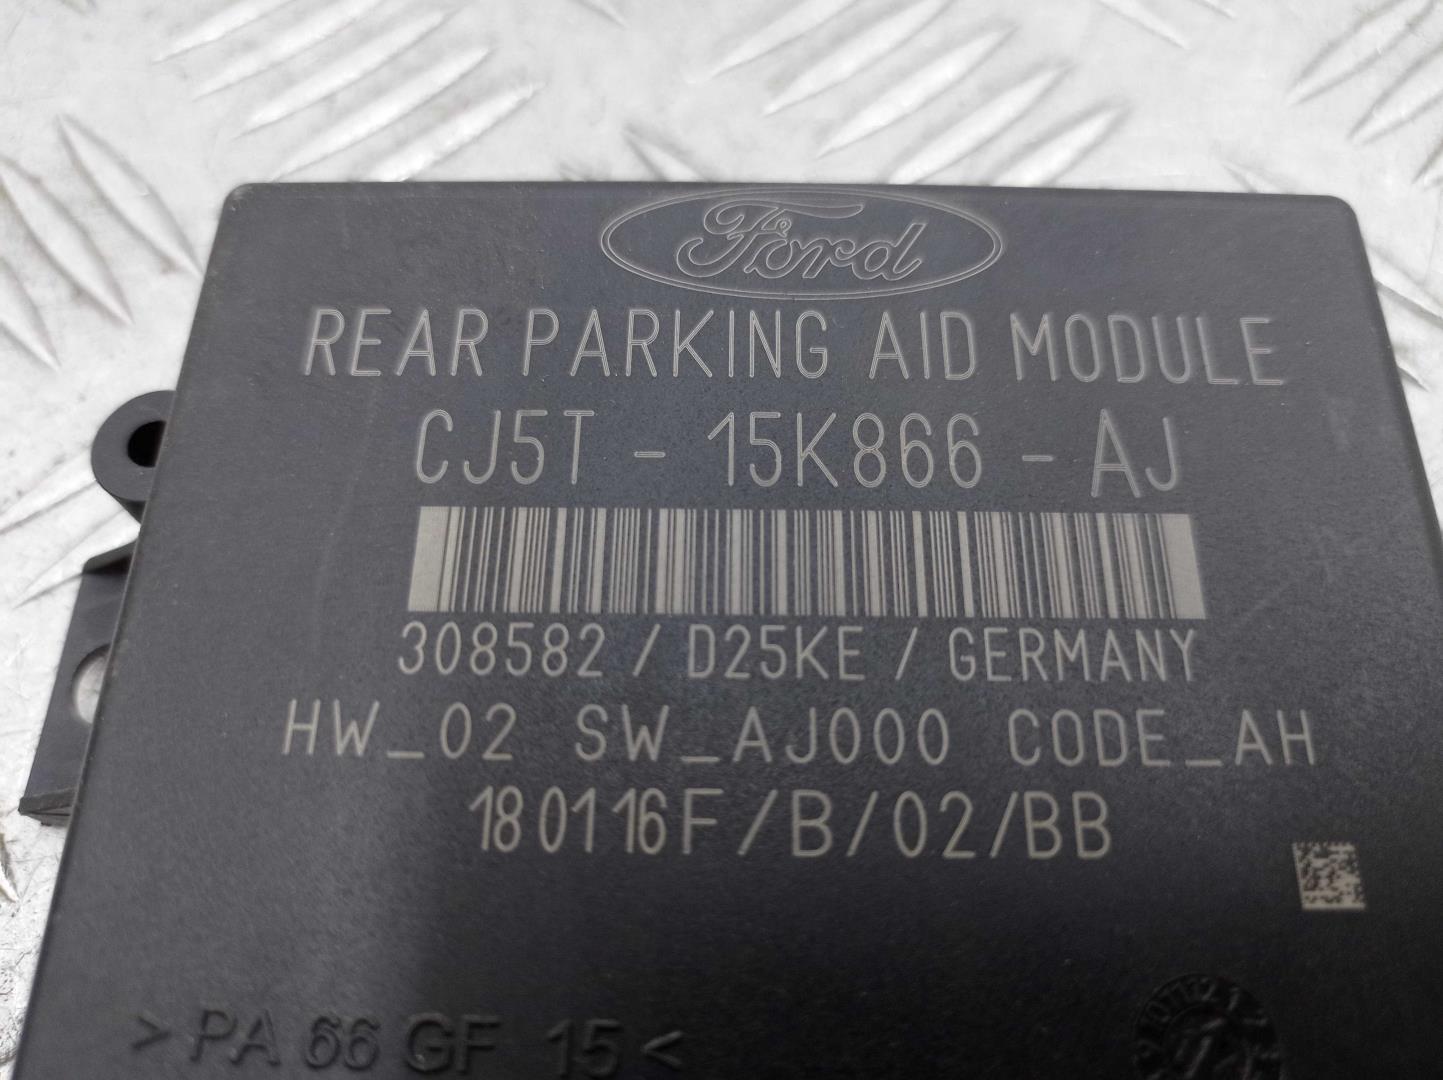 Ford
REAR PARKING AID MODULE
CJ5T - 15K866 - AJ
308582 / D25KE / GERMANY
HW_02 SW_AJ000 CODE_AH
180116F/B/02/BB
>PA 66 GF 15<